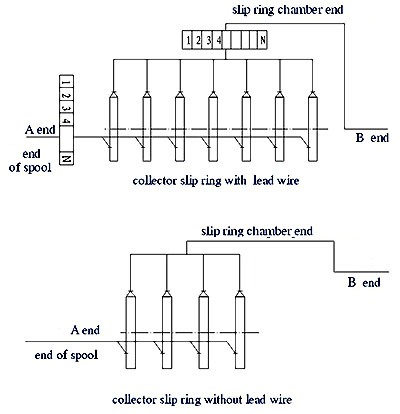 slip ring chamber end
1 2 3 4 N
1 2 3 4 N
A end
end
of spool
B end
collector slip ring with lead wire
slip ring chamber end
B end
A end
end of spool
collector slip ring without lead wire